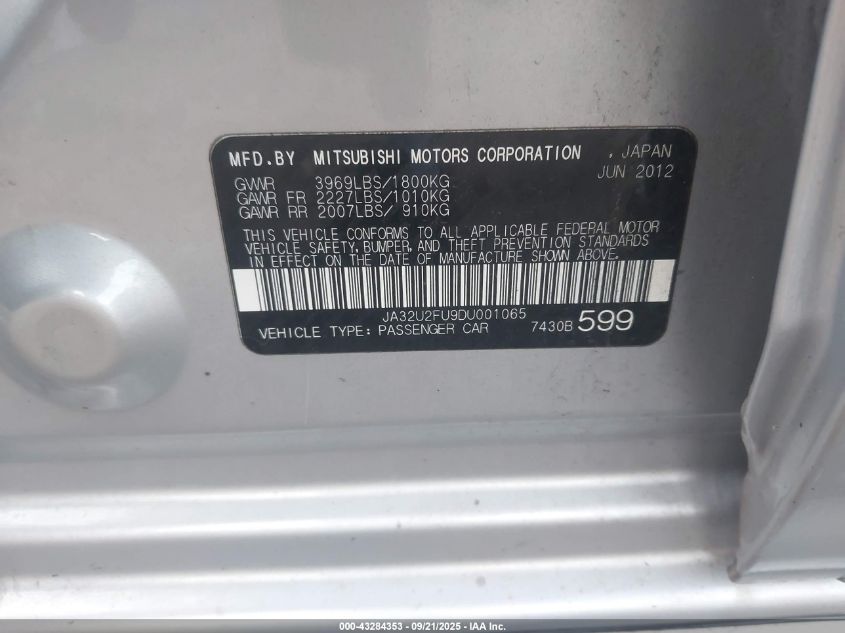 MFD.BY MITSUBISHI MOTORS CORPORATION , JAPAN
JUN 2012
GVWR 3969LBS/1800KG
GAWR FR 2227LBS/1010KG
GAWR RR 2007LBS/ 910KG
THIS VEHICLE CONFORMS TO ALL APPLICABLE FEDERAL MOTOR
VEHICLE SAFETY, BUMPER, AND THEFT PREVENTION STANDARDS
IN EFFECT ON THE DATE OF MANUFACTURE SHOWN ABOVE.
JA32U2FU9DU001065
VEHICLE TYPE: PASSENGER CAR 7430B 599
000-43284353 - 09/21/2025 - IAA Inc.